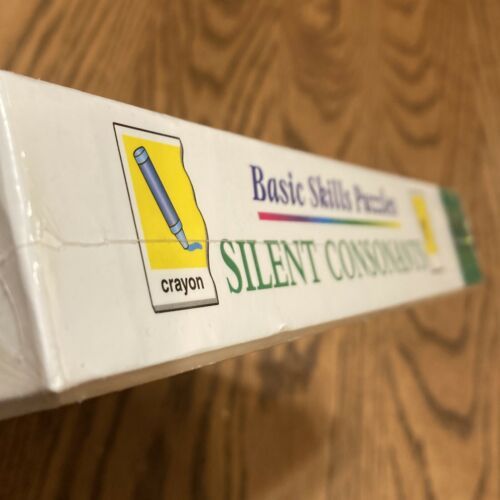 crayon
Basic Skills Puzzles
SILENT CONSONANTS